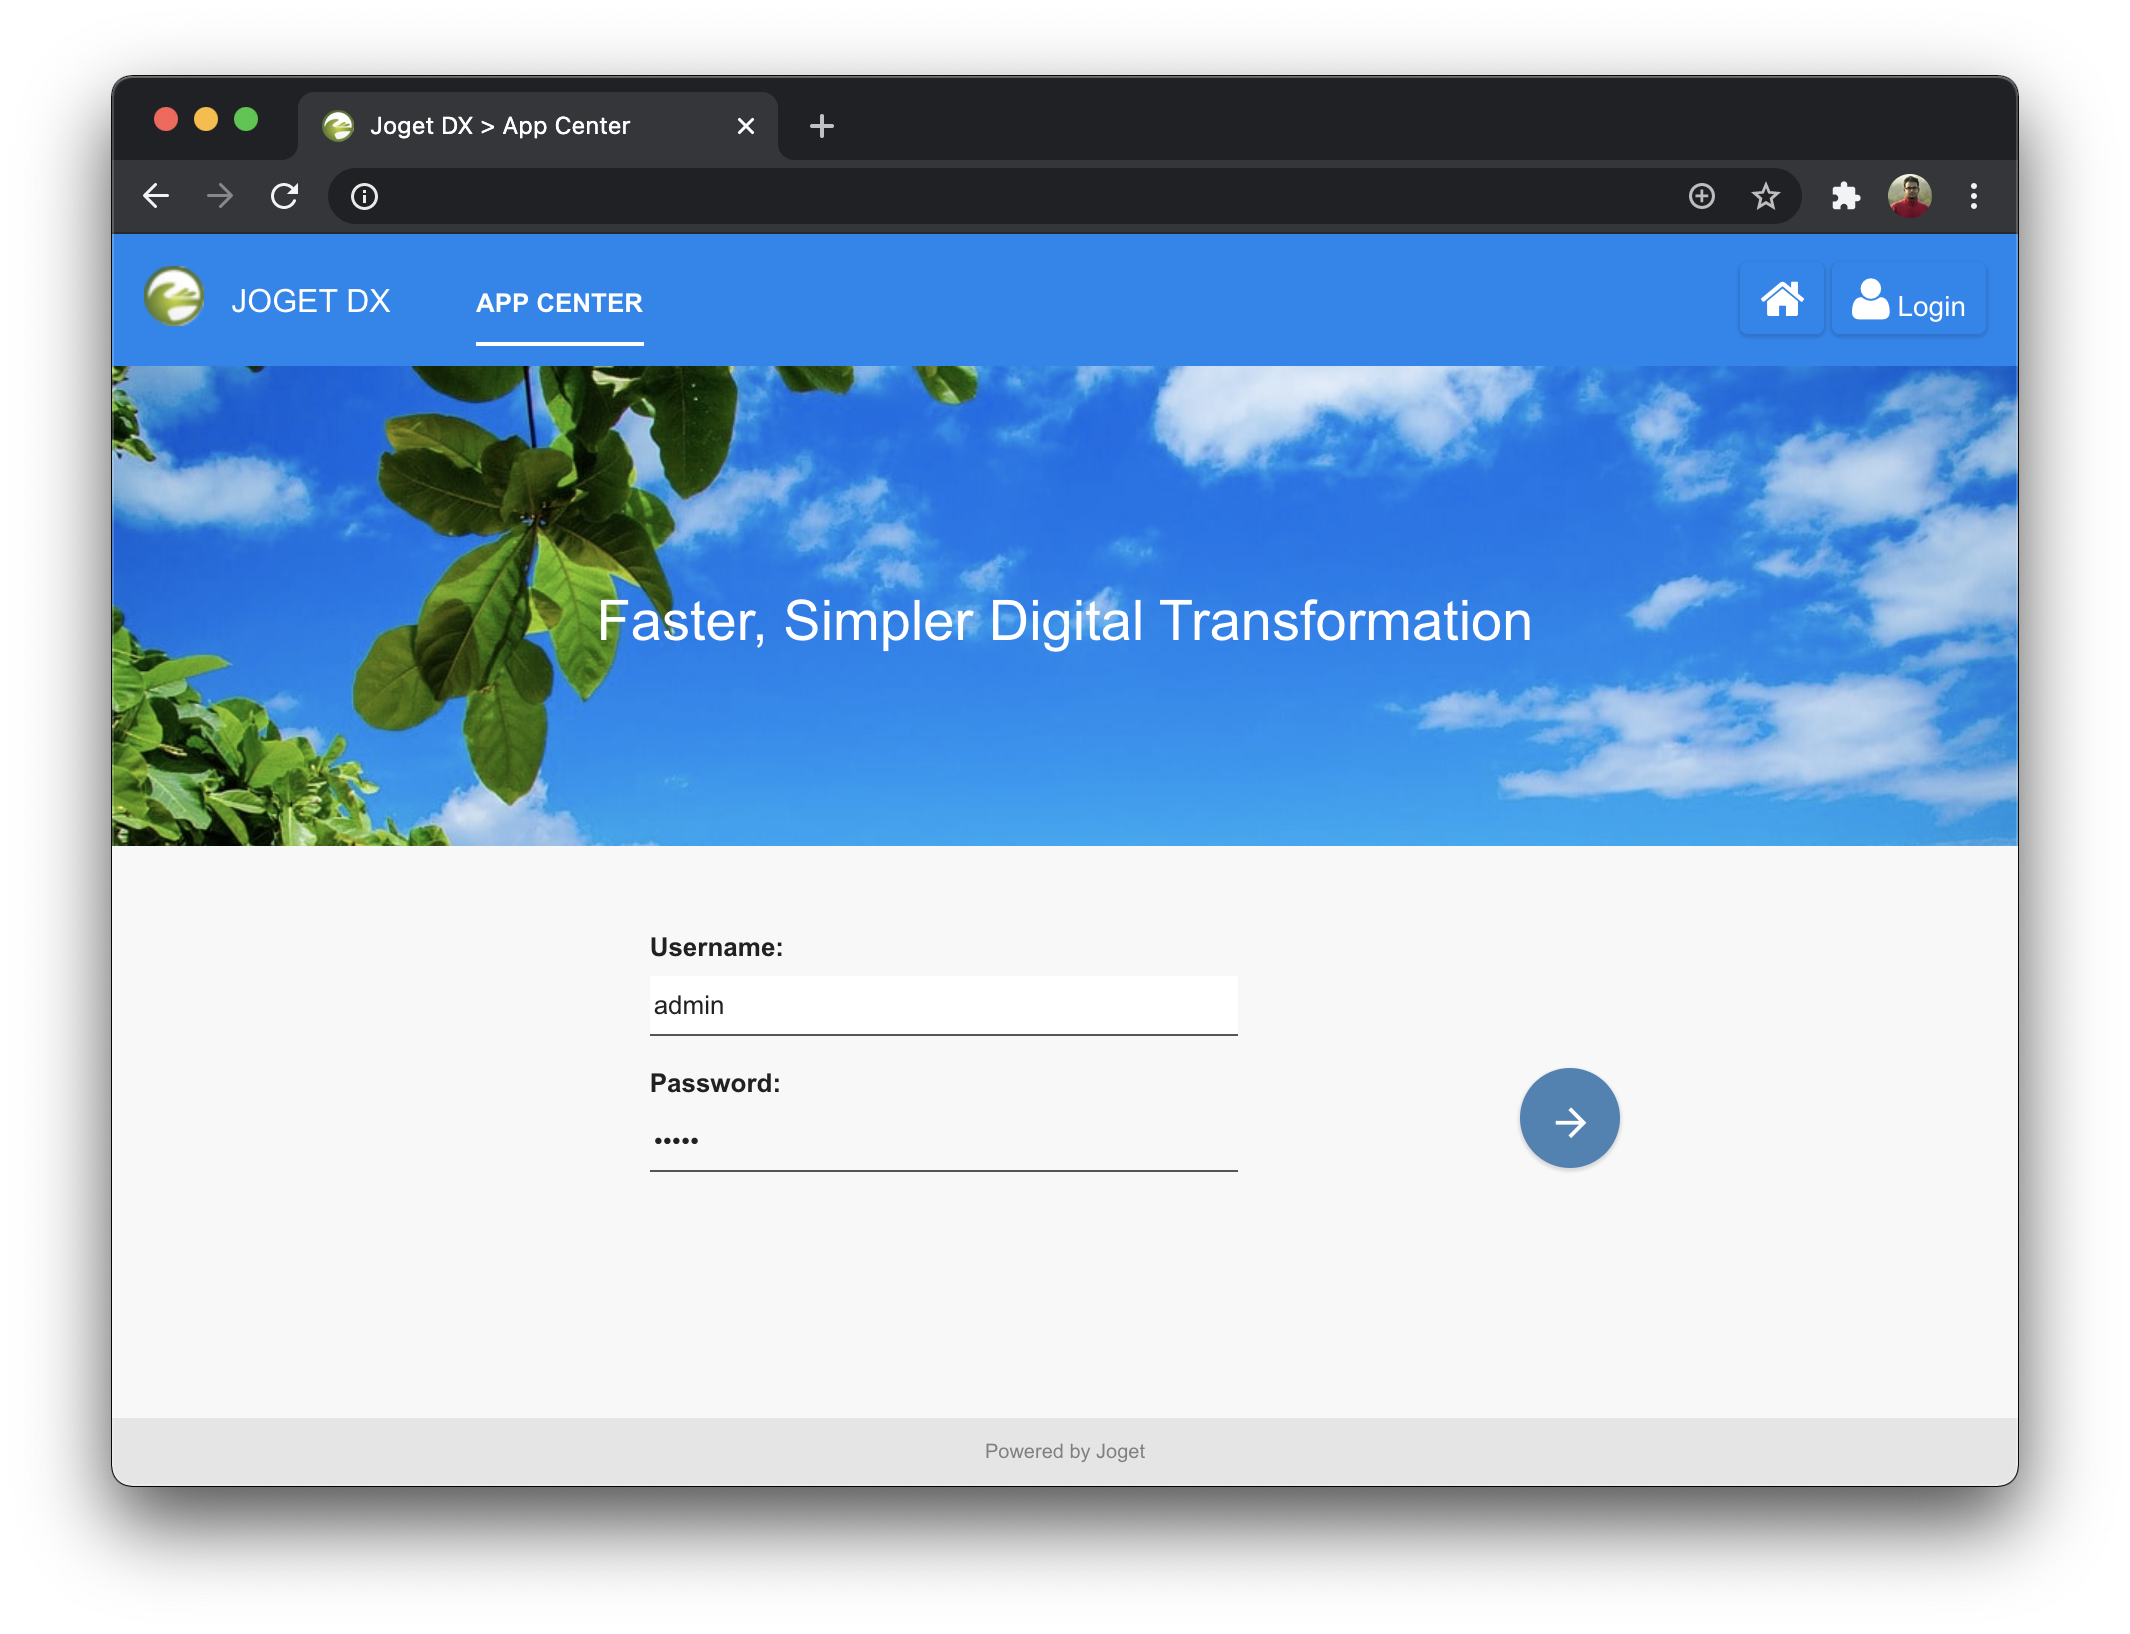 Joget DX > App Center
JOGET DX
APP CENTER
Login
Faster, Simpler Digital Transformation
Username:
admin
Password:
•••••
Powered by Joget